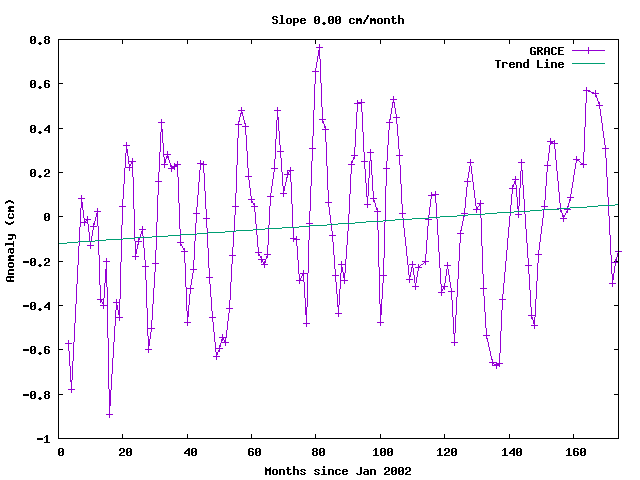 Slope 0.00 cm/month
GRACE
Trend Line
0.8
0.6
0.4
0.2
0
-0.2
-0.4
-0.6
-0.8
-1
Anomaly (cm)
0 20 40 60 80 100 120 140 160
Months since Jan 2002